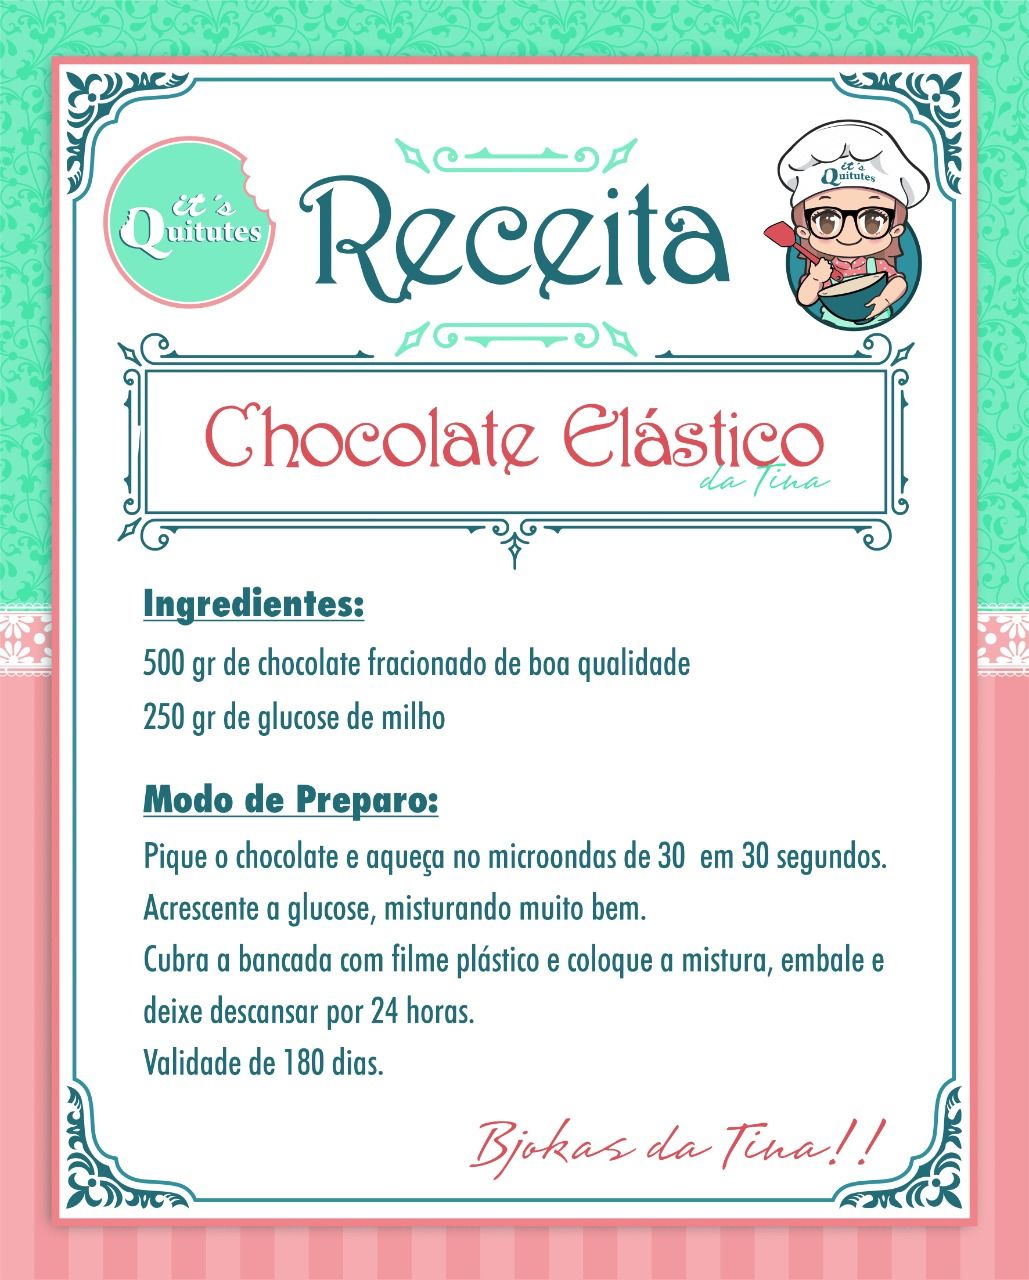 it's
Quitutes
Receita
it's
Quitutes
Chocolate Elástico
da Tina
Ingredientes:
500 gr de chocolate fracionado de boa qualidade
250 gr de glucose de milho
Modo de Preparo:
Pique o chocolate e aqueça no microondas de 30  em 30 segundos.
Acrescente a glucose, misturando muito bem.
Cubra a bancada com filme plástico e coloque a mistura, embale e
deixe descansar por 24 horas.
Validade de 180 dias.
Bjokas da Tina!!